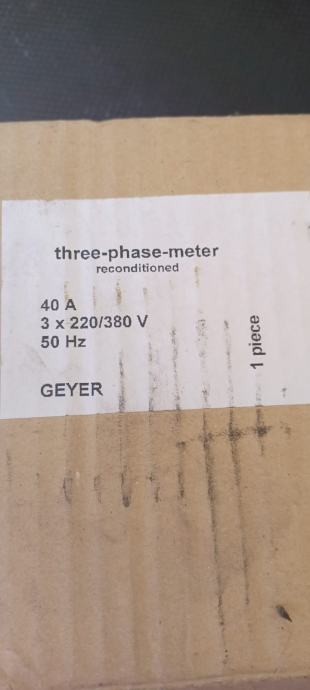 three-phase-meter
reconditioned
40 A
3 x 220/380 V
50 Hz
GEYER
1 piece